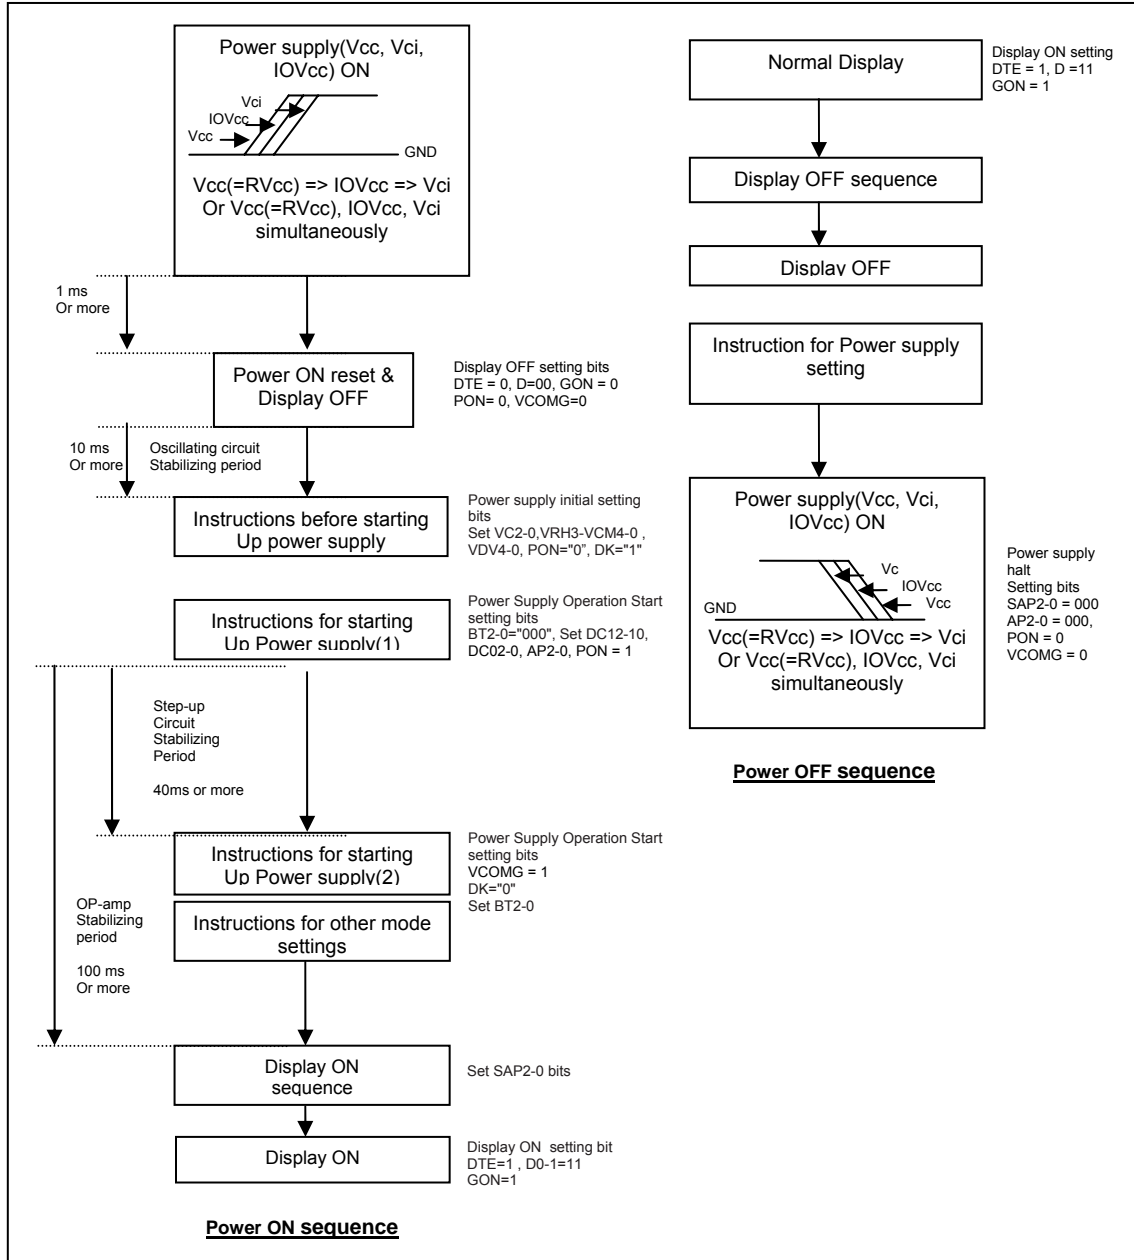 Power supply(Vcc, Vci,
IOVcc) ON
Vci
IOVcc
Vcc
GND
Vcc(=RVcc) => IOVcc => Vci
Or Vcc(=RVcc), IOVcc, Vci
simultaneously
1 ms
Or more
Power ON reset &
Display OFF
Display OFF setting bits
DTE = 0, D=00, GON = 0
PON= 0, VCOMG=0
10 ms
Or more
Oscillating circuit
Stabilizing period
Instructions before starting
Up power supply
Power supply initial setting
bits
Set VC2-0,VRH3-VCM4-0 ,
VDV4-0, PON="0", DK="1"
Instructions for starting
Up Power supply(1)
Power Supply Operation Start
setting bits
BT2-0="000", Set DC12-10,
DC02-0, AP2-0, PON = 1
Step-up
Circuit
Stabilizing
Period
40ms or more
Instructions for starting
Up Power supply(2)
Power Supply Operation Start
setting bits
VCOMG = 1
DK="0"
Set BT2-0
OP-amp
Stabilizing
period
100 ms
Or more
Instructions for other mode
settings
Display ON
sequence
Set SAP2-0 bits
Display ON
Display ON setting bit
DTE=1 , D0-1=11
GON=1
Power ON sequence
Normal Display
Display ON setting
DTE = 1, D =11
GON = 1
Display OFF sequence
Display OFF
Instruction for Power supply
setting
Power supply(Vcc, Vci,
IOVcc) ON
Vc
IOVcc
Vcc
GND
Vcc(=RVcc) => IOVcc => Vci
Or Vcc(=RVcc), IOVcc, Vci
simultaneously
Power supply
halt
Setting bits
SAP2-0 = 000
AP2-0 = 000,
PON = 0
VCOMG = 0
Power OFF sequence